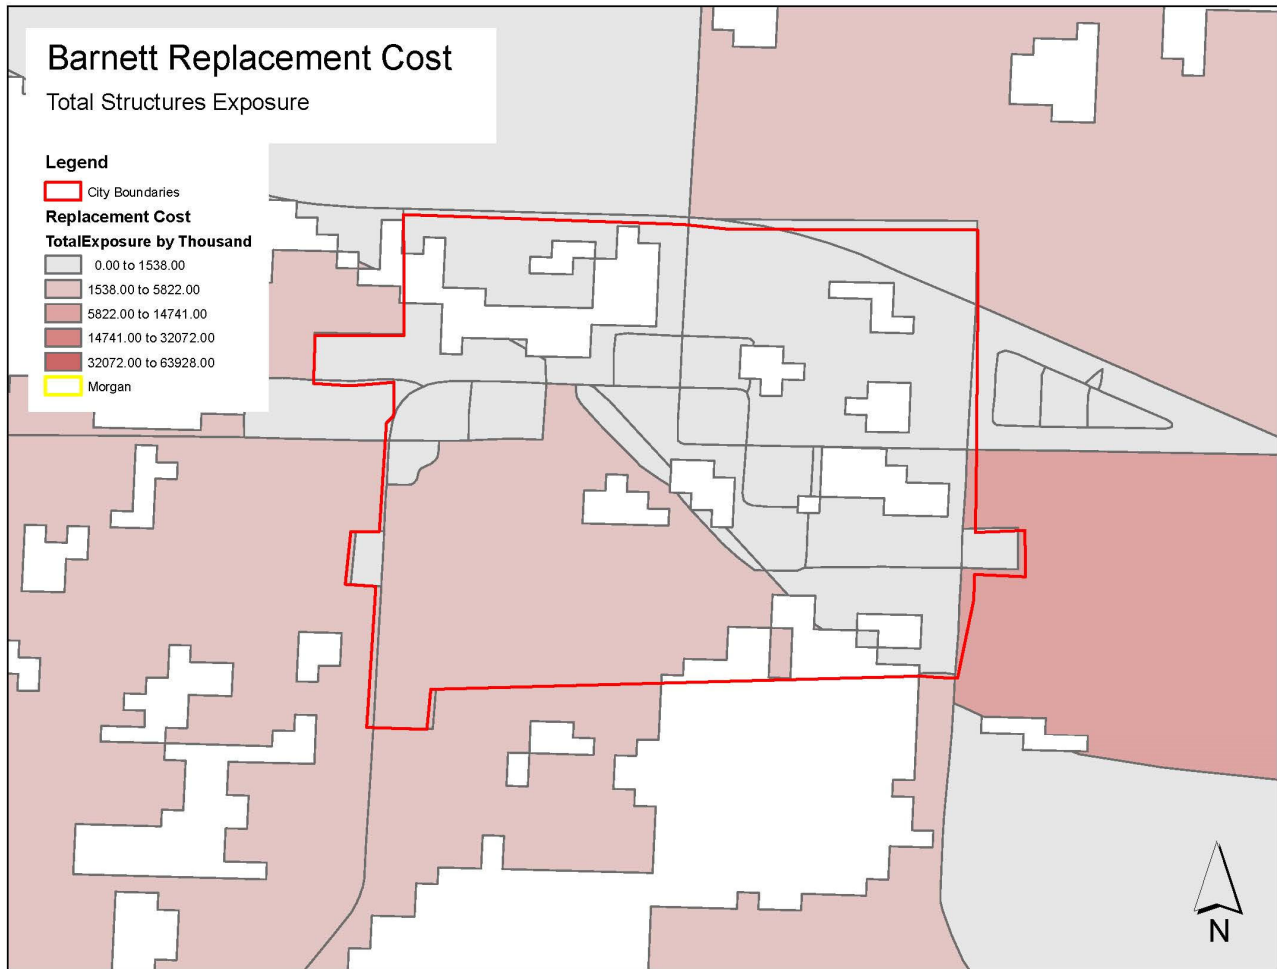 Barnett Replacement Cost
Total Structures Exposure
Legend
City Boundaries
Replacement Cost
TotalExposure by Thousand
0.00 to 1538.00
1538.00 to 5822.00
5822.00 to 14741.00
14741.00 to 32072.00
32072.00 to 63928.00
Morgan
N